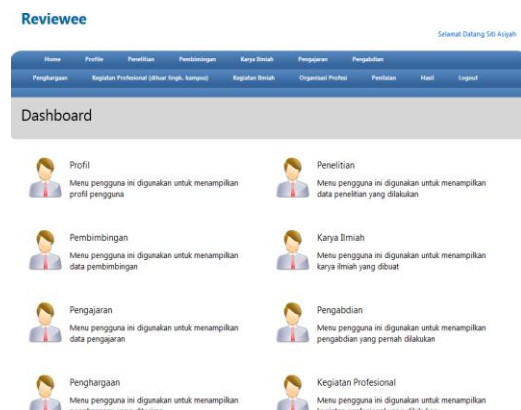 Reviewee
Selamat Datang Siti Asiyah
Home Profile Penelitian Pembimingan Karya Ilmiah Pengajaran Pengabdian
Penghargaan Kegiatan Profesional (diluar lingk. kampus) Kegiatan Ilmiah Organisasi Profesi Penilaian Hasil Logout
Dashboard
Profil
Menu pengguna ini digunakan untuk menampilkan
profil pengguna
Penelitian
Menu pengguna ini digunakan untuk menampilkan
data penelitian yang dilakukan
Pembimbingan
Menu pengguna ini digunakan untuk menampilkan
data pembimbingan
Karya Ilmiah
Menu pengguna ini digunakan untuk menampilkan
karya ilmiah yang dibuat
Pengajaran
Menu pengguna ini digunakan untuk menampilkan
data pengajaran
Pengabdian
Menu pengguna ini digunakan untuk menampilkan
pengabdian yang pernah dilakukan
Penghargaan
Menu pengguna ini digunakan untuk menampilkan
Kegiatan Profesional
Menu pengguna ini digunakan untuk menampilkan